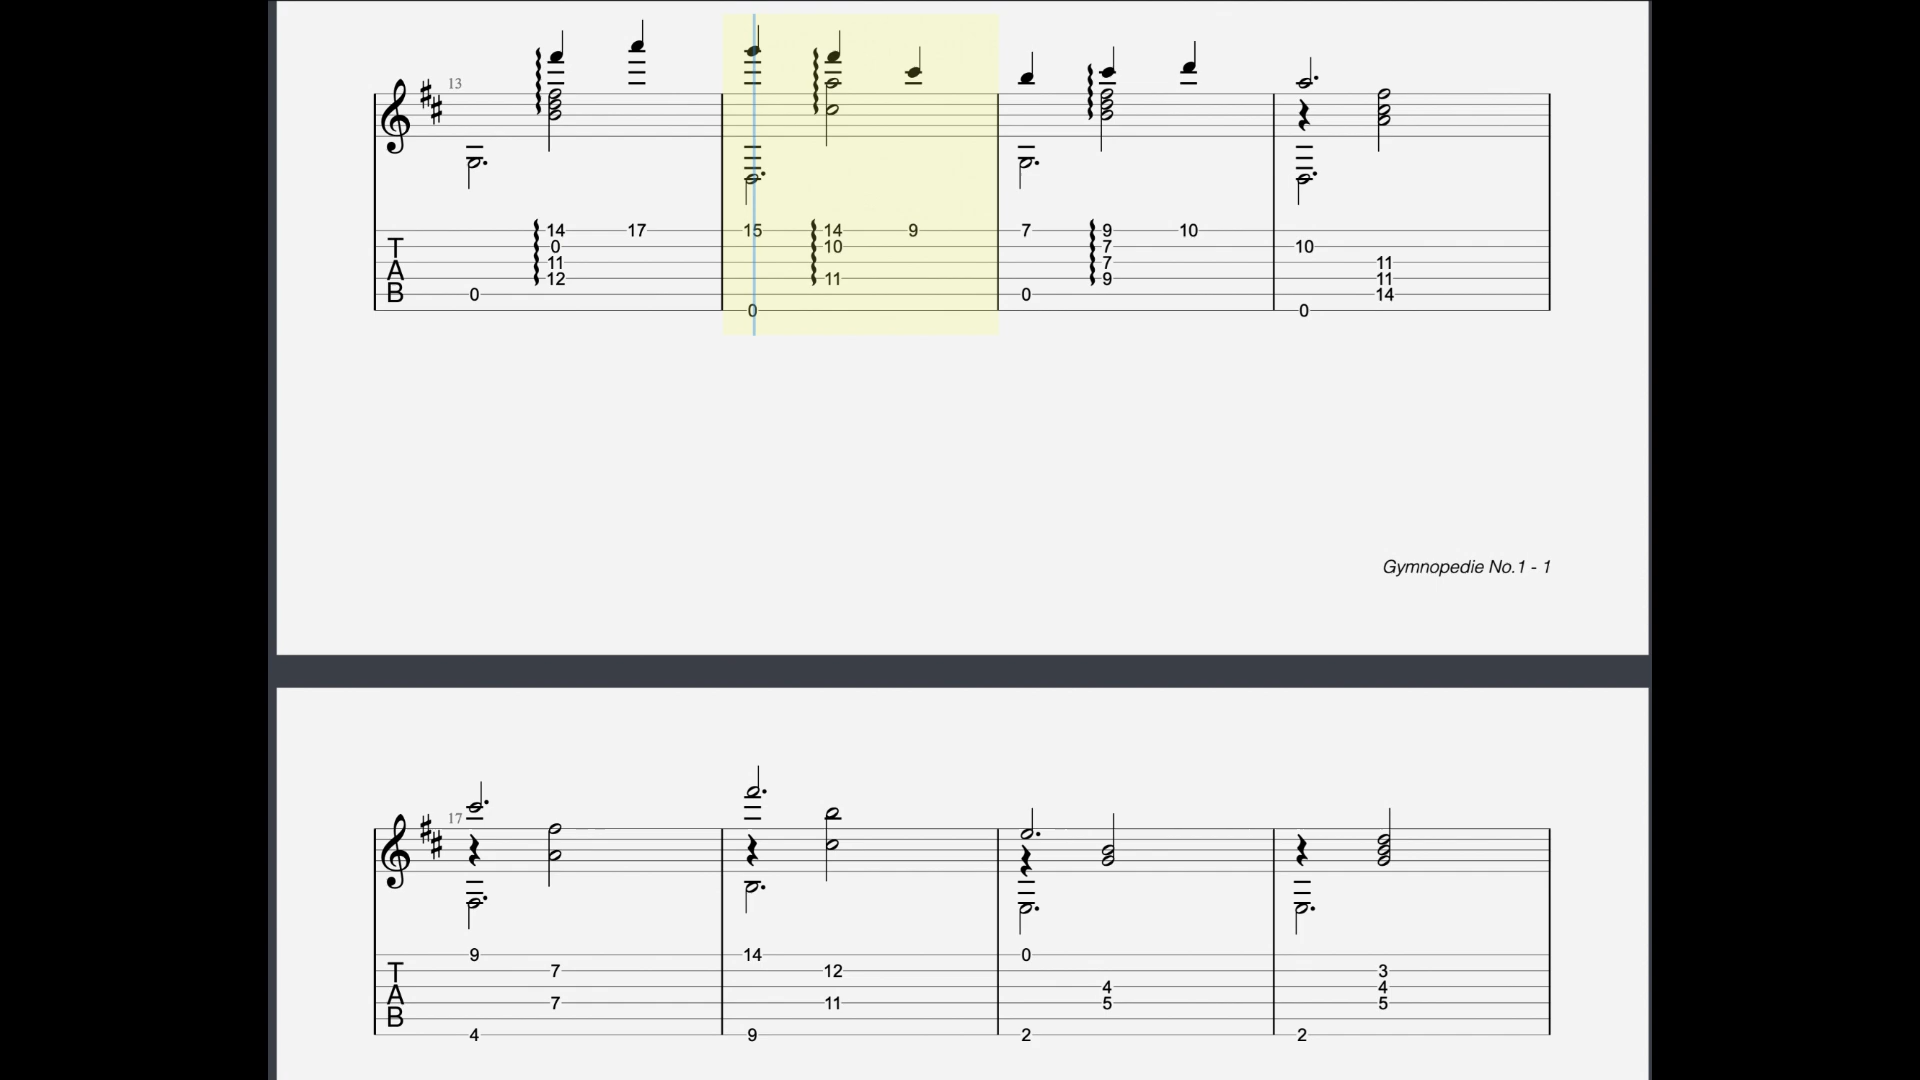 13
14 17 15 14 9 7 9 10
0 10 7 10
11 7 11
12 11 9 11
0 0 14
0 0
T
A
B
Gymnopedie No.1 - 1
17
9 14 0
7 12 3
4 4
7 11 5 5
4 9 2 2
T
A
B